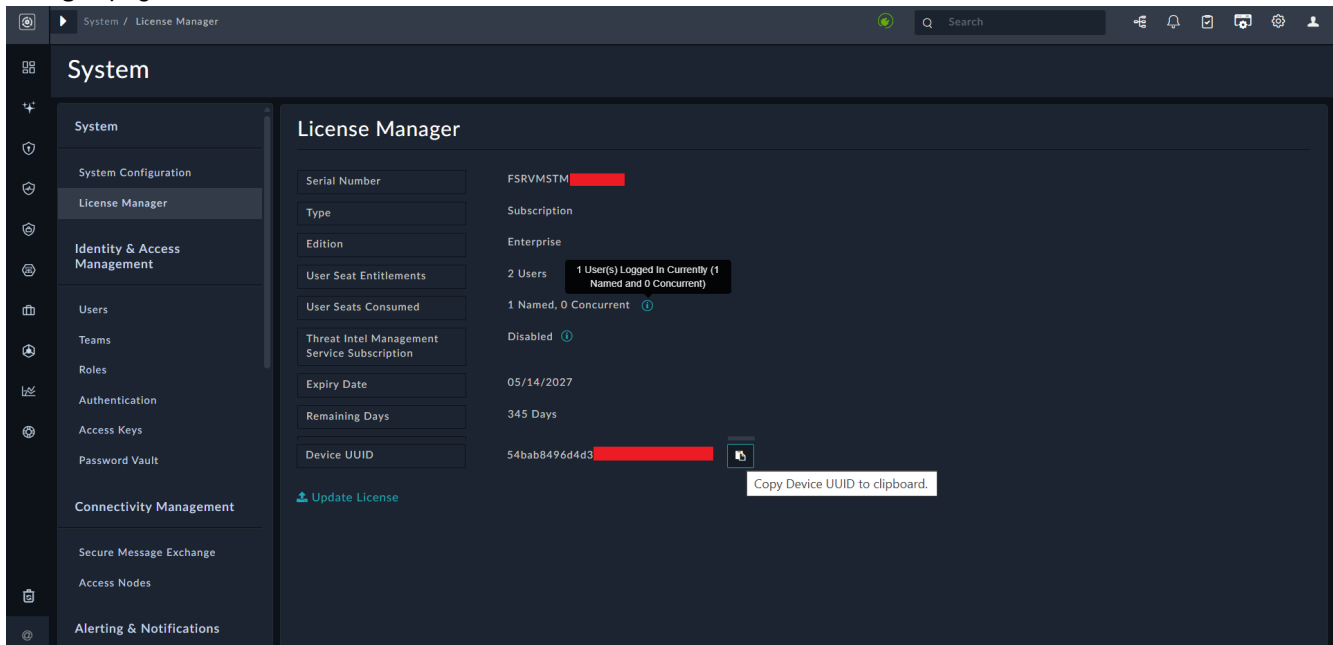 System / License Manager
Search
System
System
System Configuration
License Manager
Identity & Access
Management
Users
Teams
Roles
Authentication
Access Keys
Password Vault
Connectivity Management
Secure Message Exchange
Access Nodes
Alerting & Notifications
@
License Manager
Serial Number
FSRVMSTM
Type
Subscription
Edition
Enterprise
User Seat Entitlements
2 Users
1 User(s) Logged In Currently (1
Named and 0 Concurrent)
User Seats Consumed
1 Named, 0 Concurrent
Threat Intel Management
Service Subscription
Disabled
Expiry Date
05/14/2027
Remaining Days
345 Days
Device UUID
54bab8496d4d3
Copy Device UUID to clipboard.
Update License